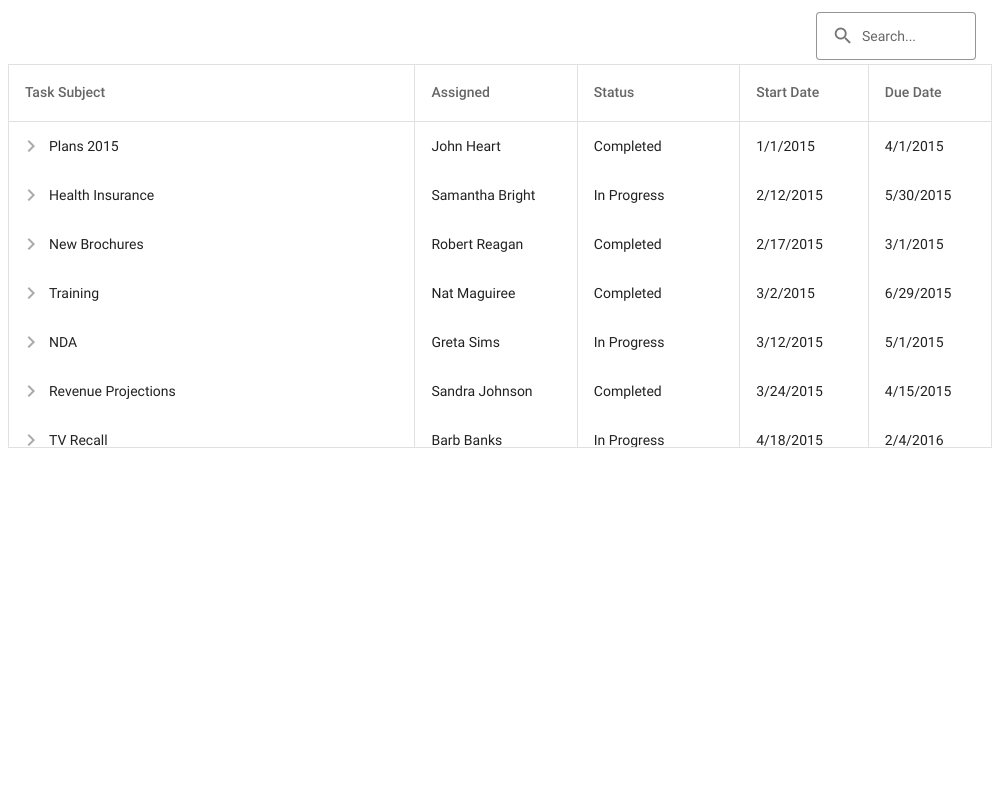 Search...
Task Subject Assigned Status Start Date Due Date
Plans 2015 John Heart Completed 1/1/2015 4/1/2015
Health Insurance Samantha Bright In Progress 2/12/2015 5/30/2015
New Brochures Robert Reagan Completed 2/17/2015 3/1/2015
Training Nat Maguiree Completed 3/2/2015 6/29/2015
NDA Greta Sims In Progress 3/12/2015 5/1/2015
Revenue Projections Sandra Johnson Completed 3/24/2015 4/15/2015
TV Recall Barb Banks In Progress 4/18/2015 2/4/2016